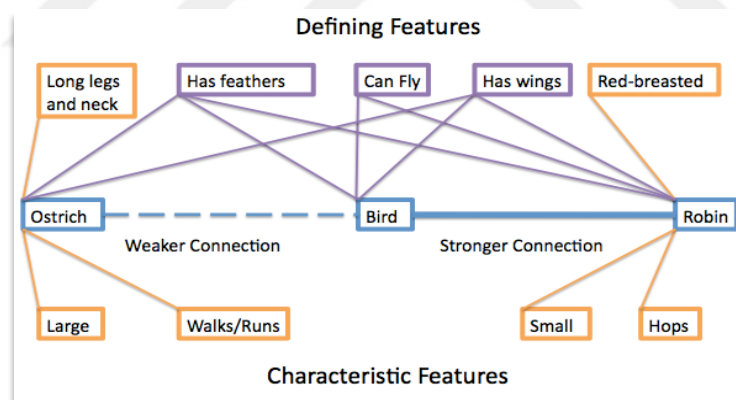 Defining Features
Long legs
and neck
Has feathers
Can Fly
Has wings
Red-breasted
Ostrich
Bird
Robin
Weaker Connection
Stronger Connection
Large
Walks/Runs
Small
Hops
Characteristic Features